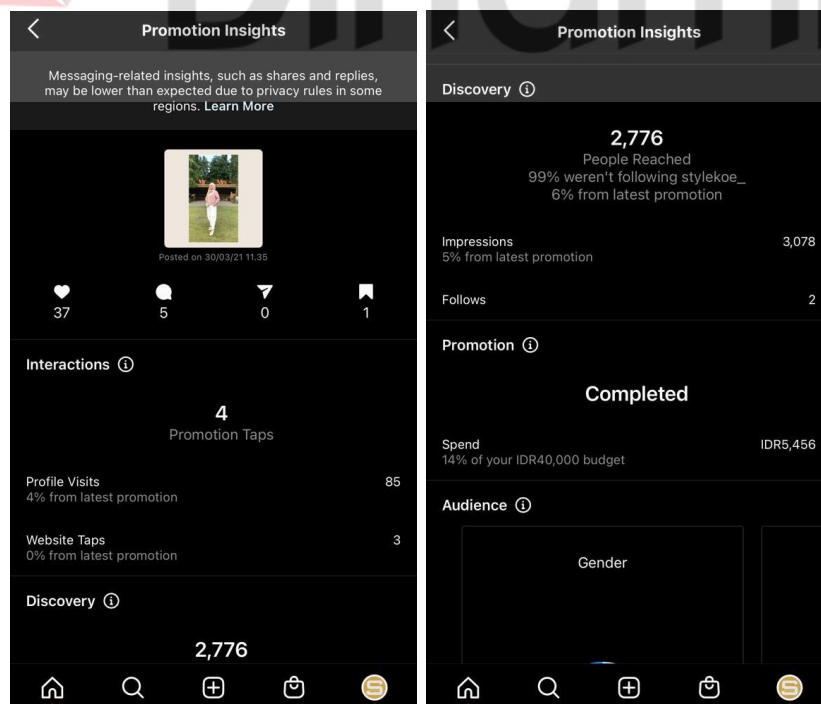 Promotion Insights
Messaging-related insights, such as shares and replies,
may be lower than expected due to privacy rules in some
regions. Learn More
Posted on 30/03/21 11.35
37 5 0 1
Interactions
4
Promotion Taps
Profile Visits 85
4% from latest promotion
Website Taps 3
0% from latest promotion
Discovery
2,776
Promotion Insights
Discovery
2,776
People Reached
99% weren't following stylekoe_
6% from latest promotion
Impressions 3,078
5% from latest promotion
Follows 2
Promotion
Completed
Spend IDR5,456
14% of your IDR40,000 budget
Audience
Gender